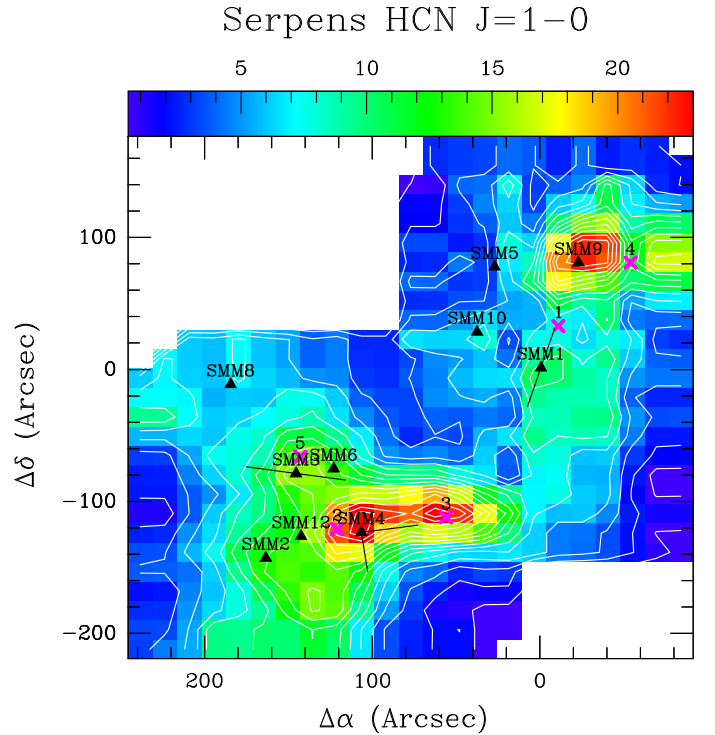 Serpens HCN J=1−0
5 10 15 20
100
0
−100
−200
Δδ (Arcsec)
SMM5
SMM9
4
SMM10
1
SMM1
SMM8
5
SMM3
SMM6
SMM12
2
SMM4
3
SMM2
200 100 0
Δα (Arcsec)